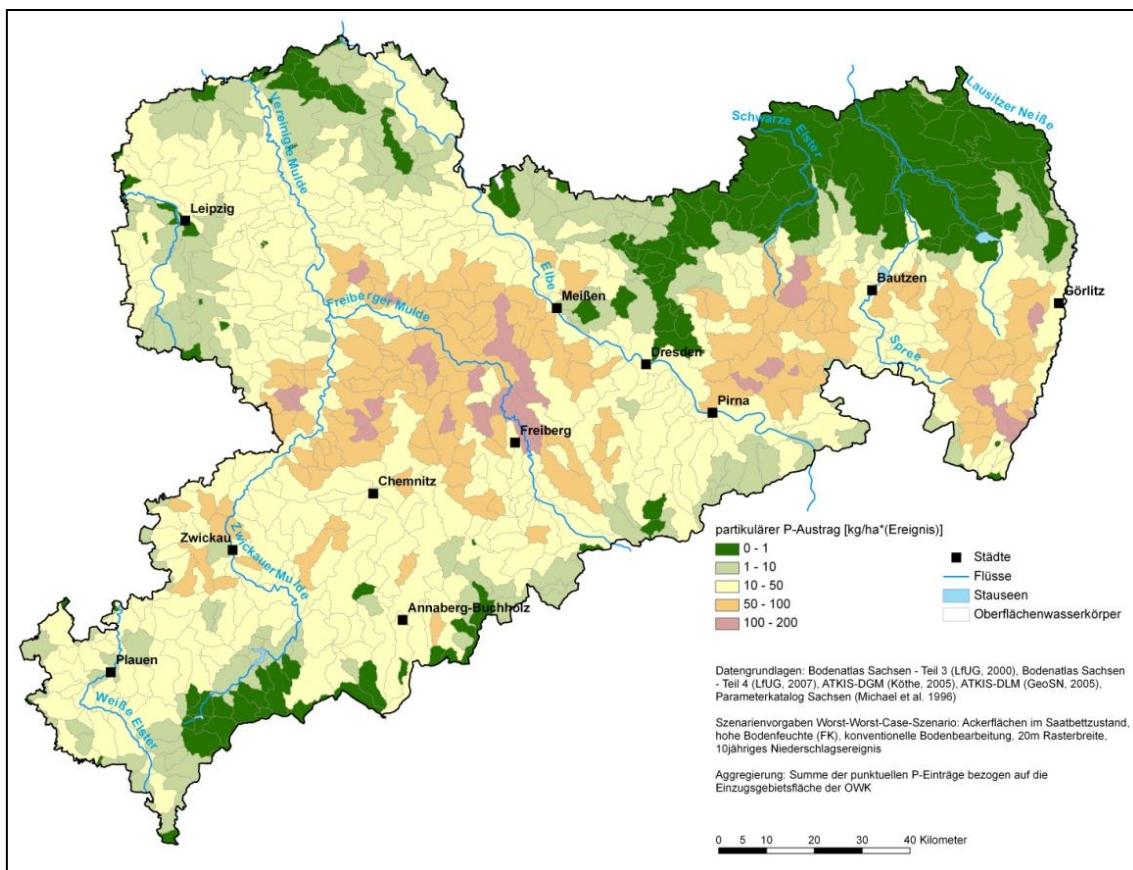 Vereinigte Mulde
Schwarze Elster
Lausitzer Neiße
Leipzig
Elbe
Bautzen
Görlitz
Meißen
Freiberger Mulde
Dresden
Spree
Pirna
Freiberg
Chemnitz
Zwickau
Zwickauer Mulde
Annaberg-Buchholz
Plauen
Weiße Elster
partikulärer P-Austrag [kg/ha*(Ereignis)]
0 - 1
1 - 10
10 - 50
50 - 100
100 - 200
Städte
Flüsse
Stauseen
Oberflächenwasserkörper
Datengrundlagen: Bodenatlas Sachsen - Teil 3 (LfUG, 2000), Bodenatlas Sachsen
- Teil 4 (LfUG, 2007), ATKIS-DGM (Köthe, 2005), ATKIS-DLM (GeoSN, 2005),
Parameterkatalog Sachsen (Michael et al. 1996)
Szenarienvorgaben Worst-Worst-Case-Szenario: Ackerflächen im Saatbettzustand,
hohe Bodenfeuchte (FK), konventionelle Bodenbearbeitung, 20m Rasterbreite,
10jähriges Niederschlagsereignis
Aggregierung: Summe der punktuellen P-Einträge bezogen auf die
Einzugsgebietsfläche der OWK
0 5 10 20 30 40 Kilometer